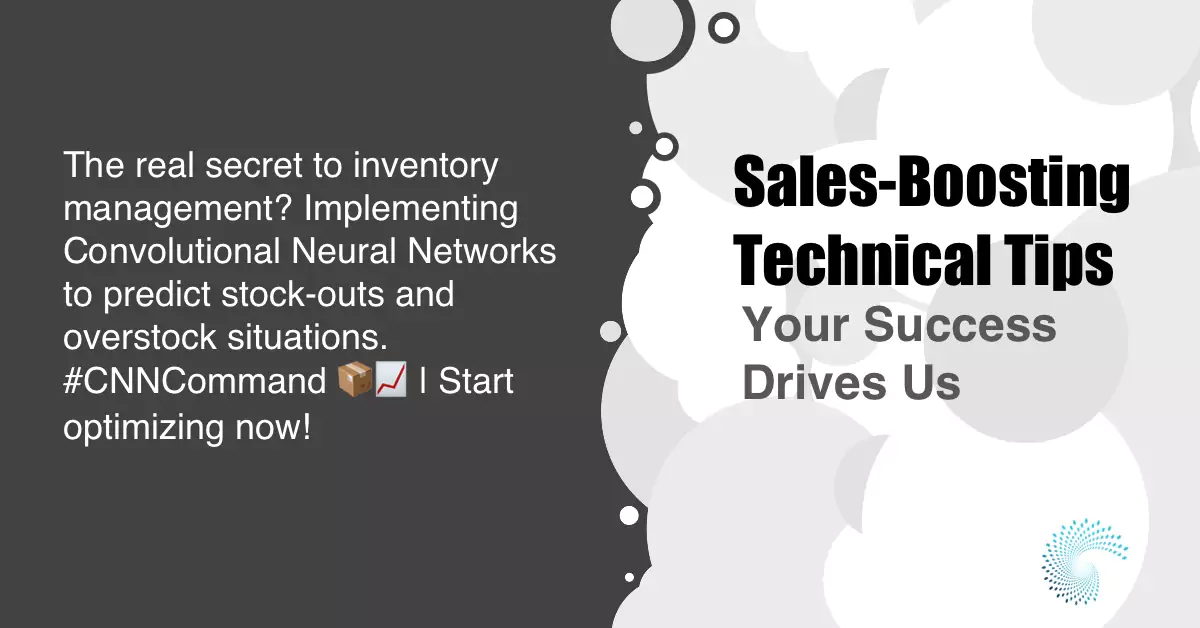 The real secret to inventory
management? Implementing
Convolutional Neural Networks
to predict stock-outs and
overstock situations.
#CNNCommand 📦📈 | Start
optimizing now!
Sales-Boosting
Technical Tips
Your Success
Drives Us